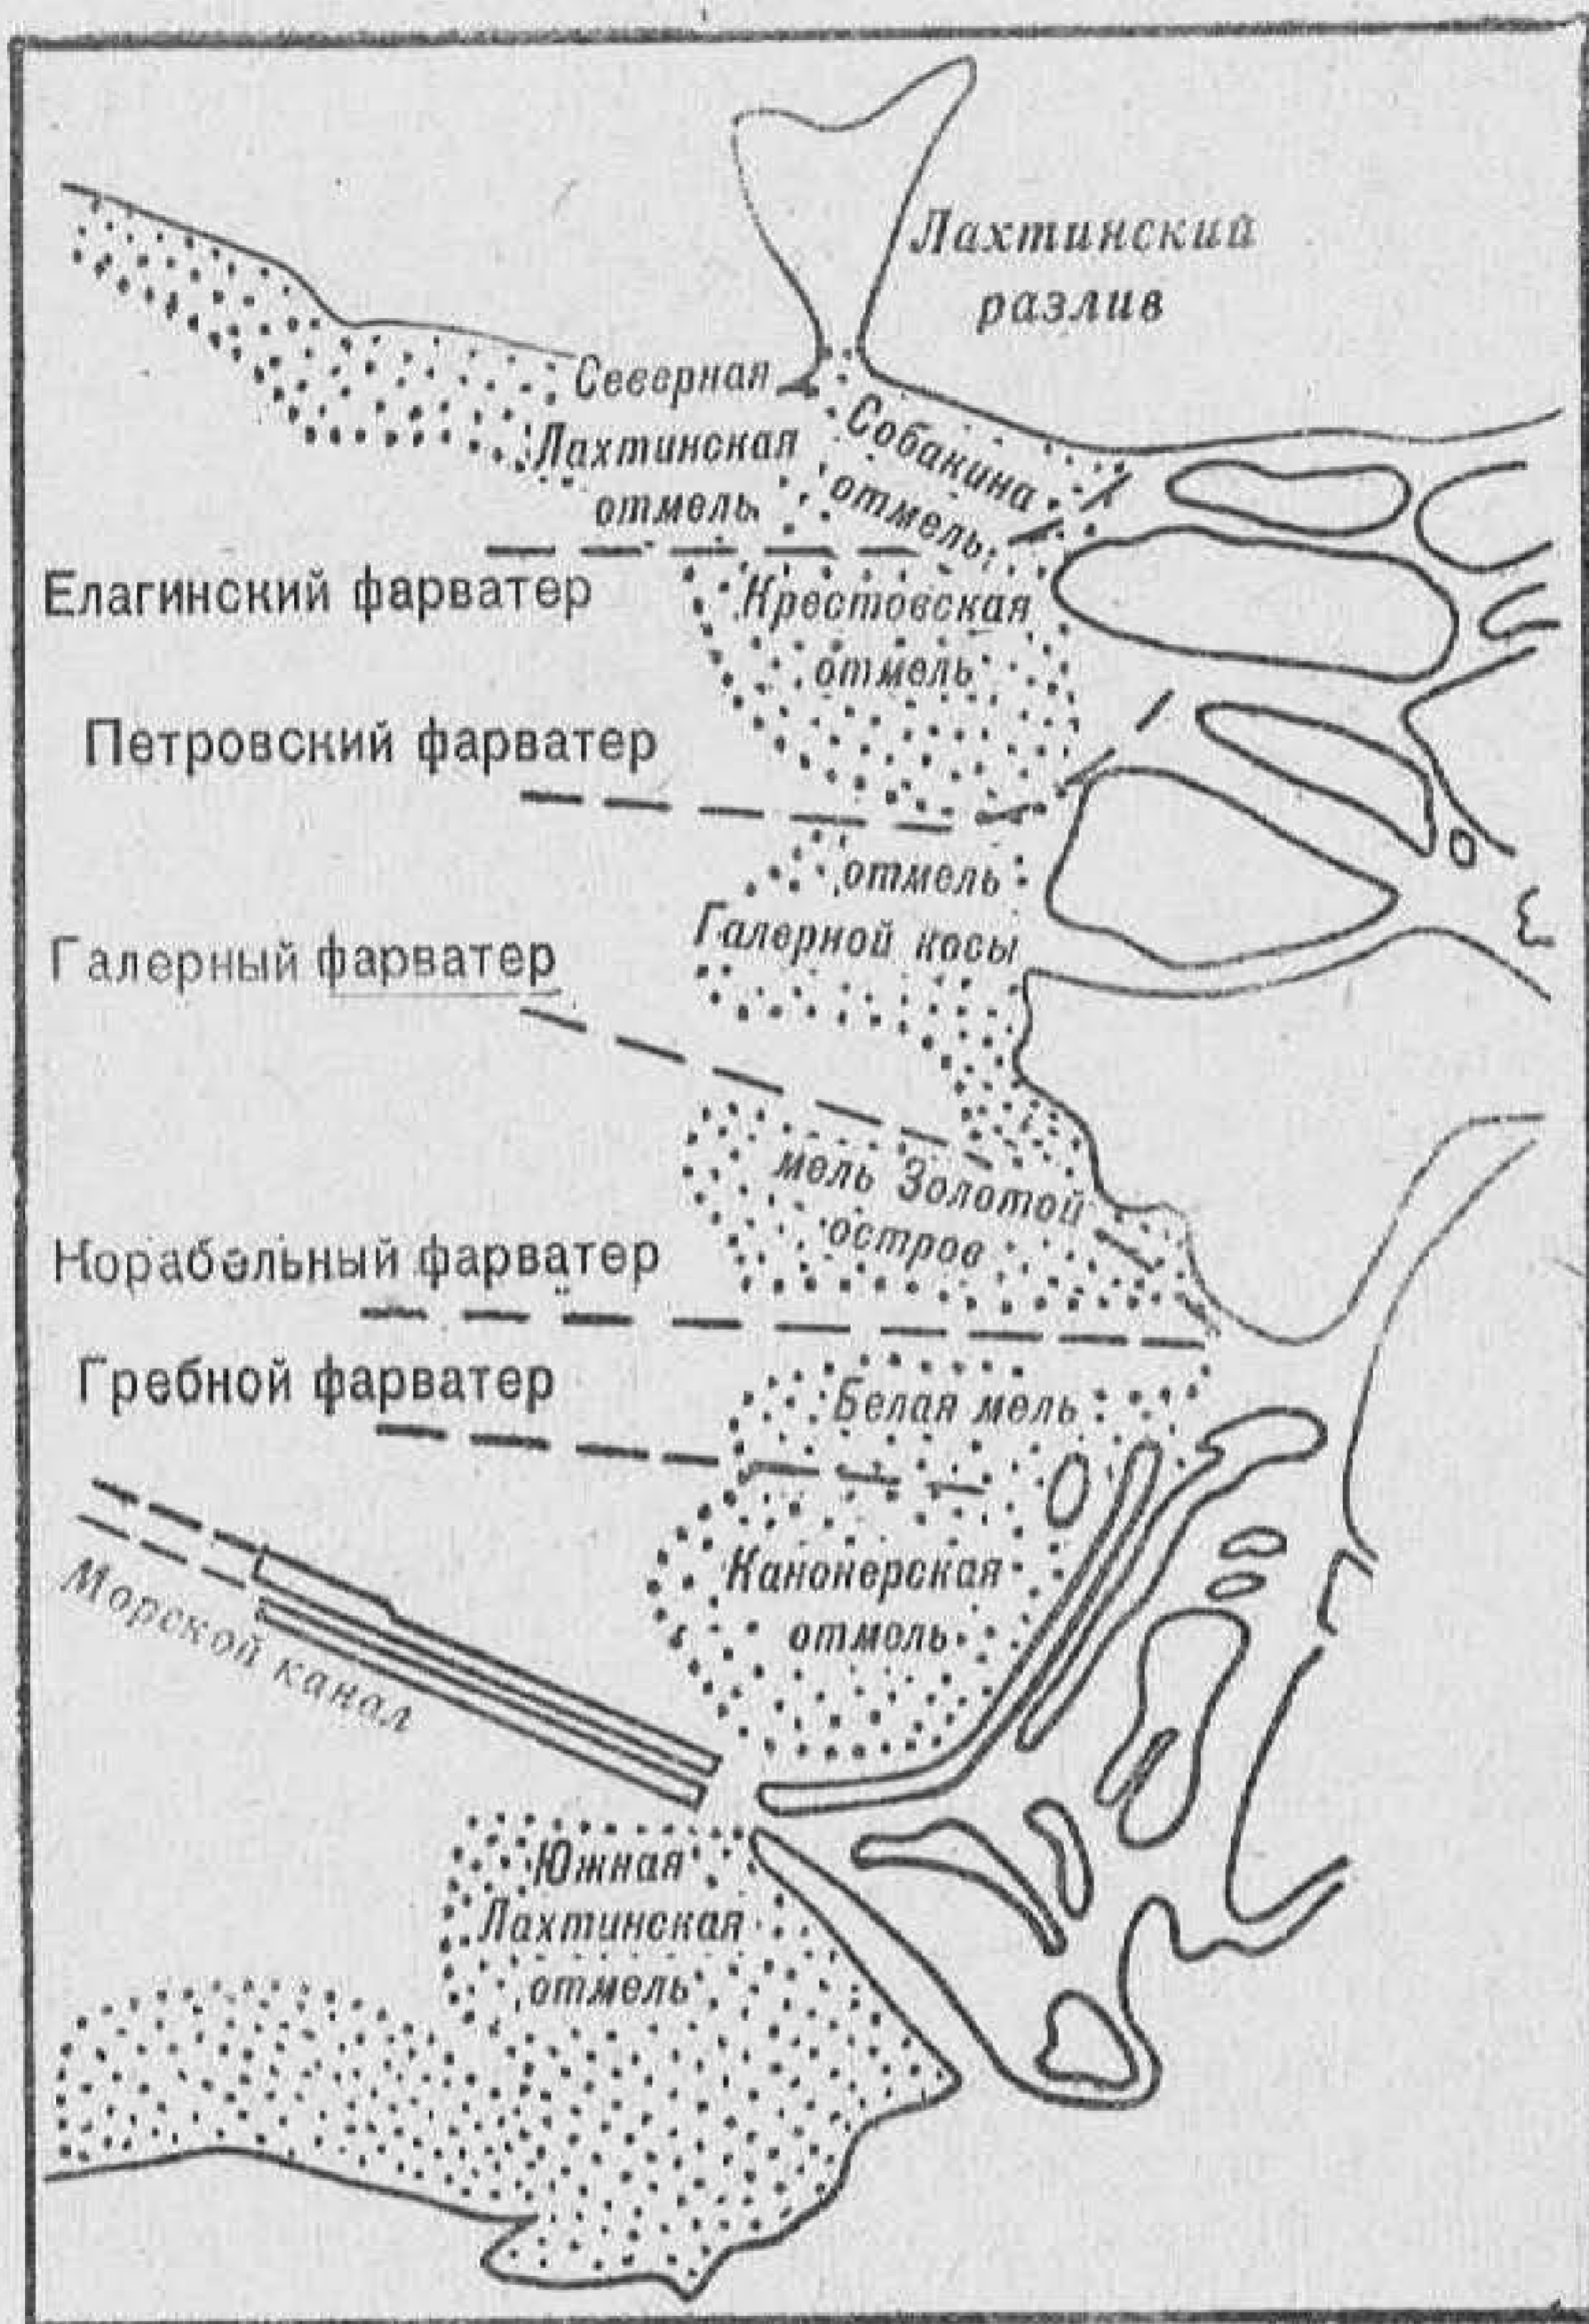 Лахтинский
разлив
Северная
Лахтинская
отмель
Собакина
отмель
Елагинский фарватер
Крестовская
отмель
Петровский фарватер
отмель
Галерной косы
Галерный фарватер
мель Золотой
остров
Корабельный фарватер
Гребной фарватер
Белая мель
Канонерская
отмель
Морской канал
Южная
Лахтинская
отмель